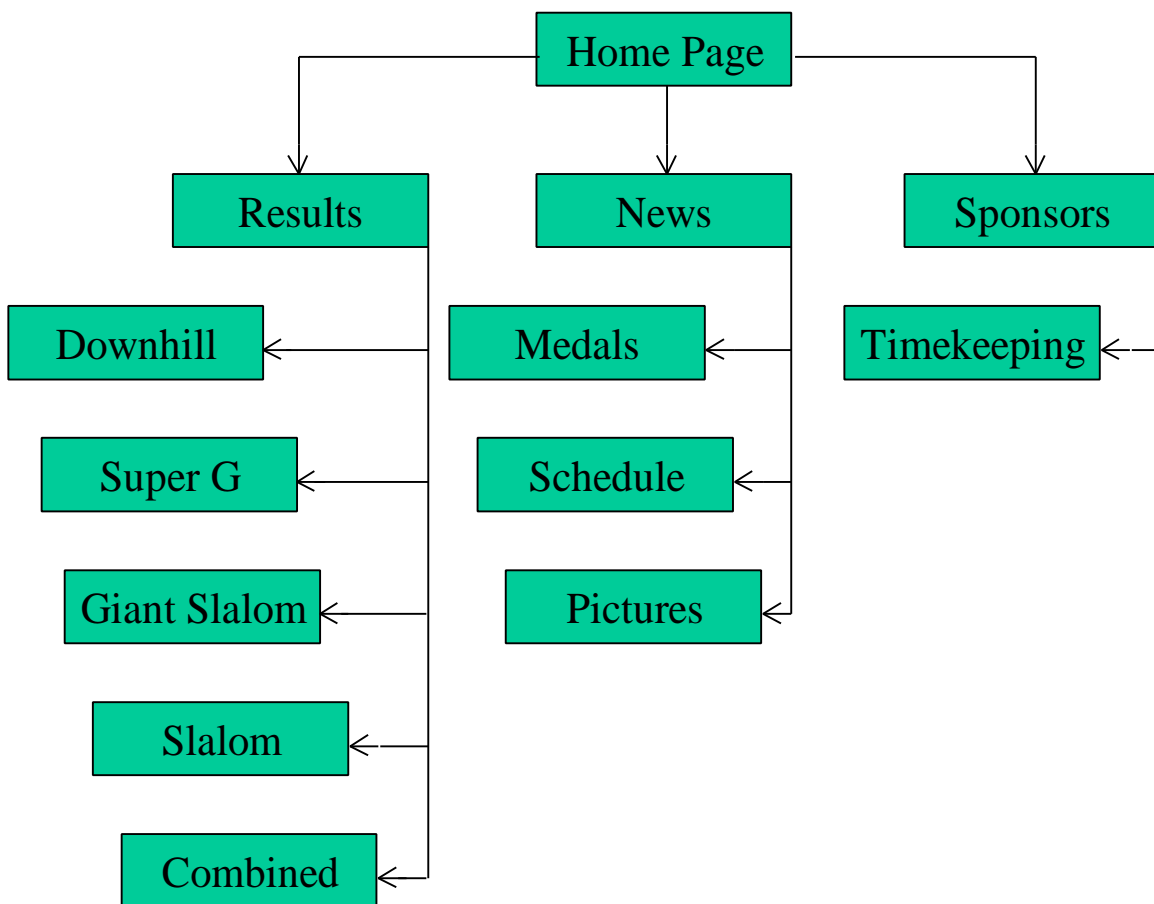 Home Page
Results
News
Sponsors
Downhill
Medals
Timekeeping
Super G
Schedule
Giant Slalom
Pictures
Slalom
Combined